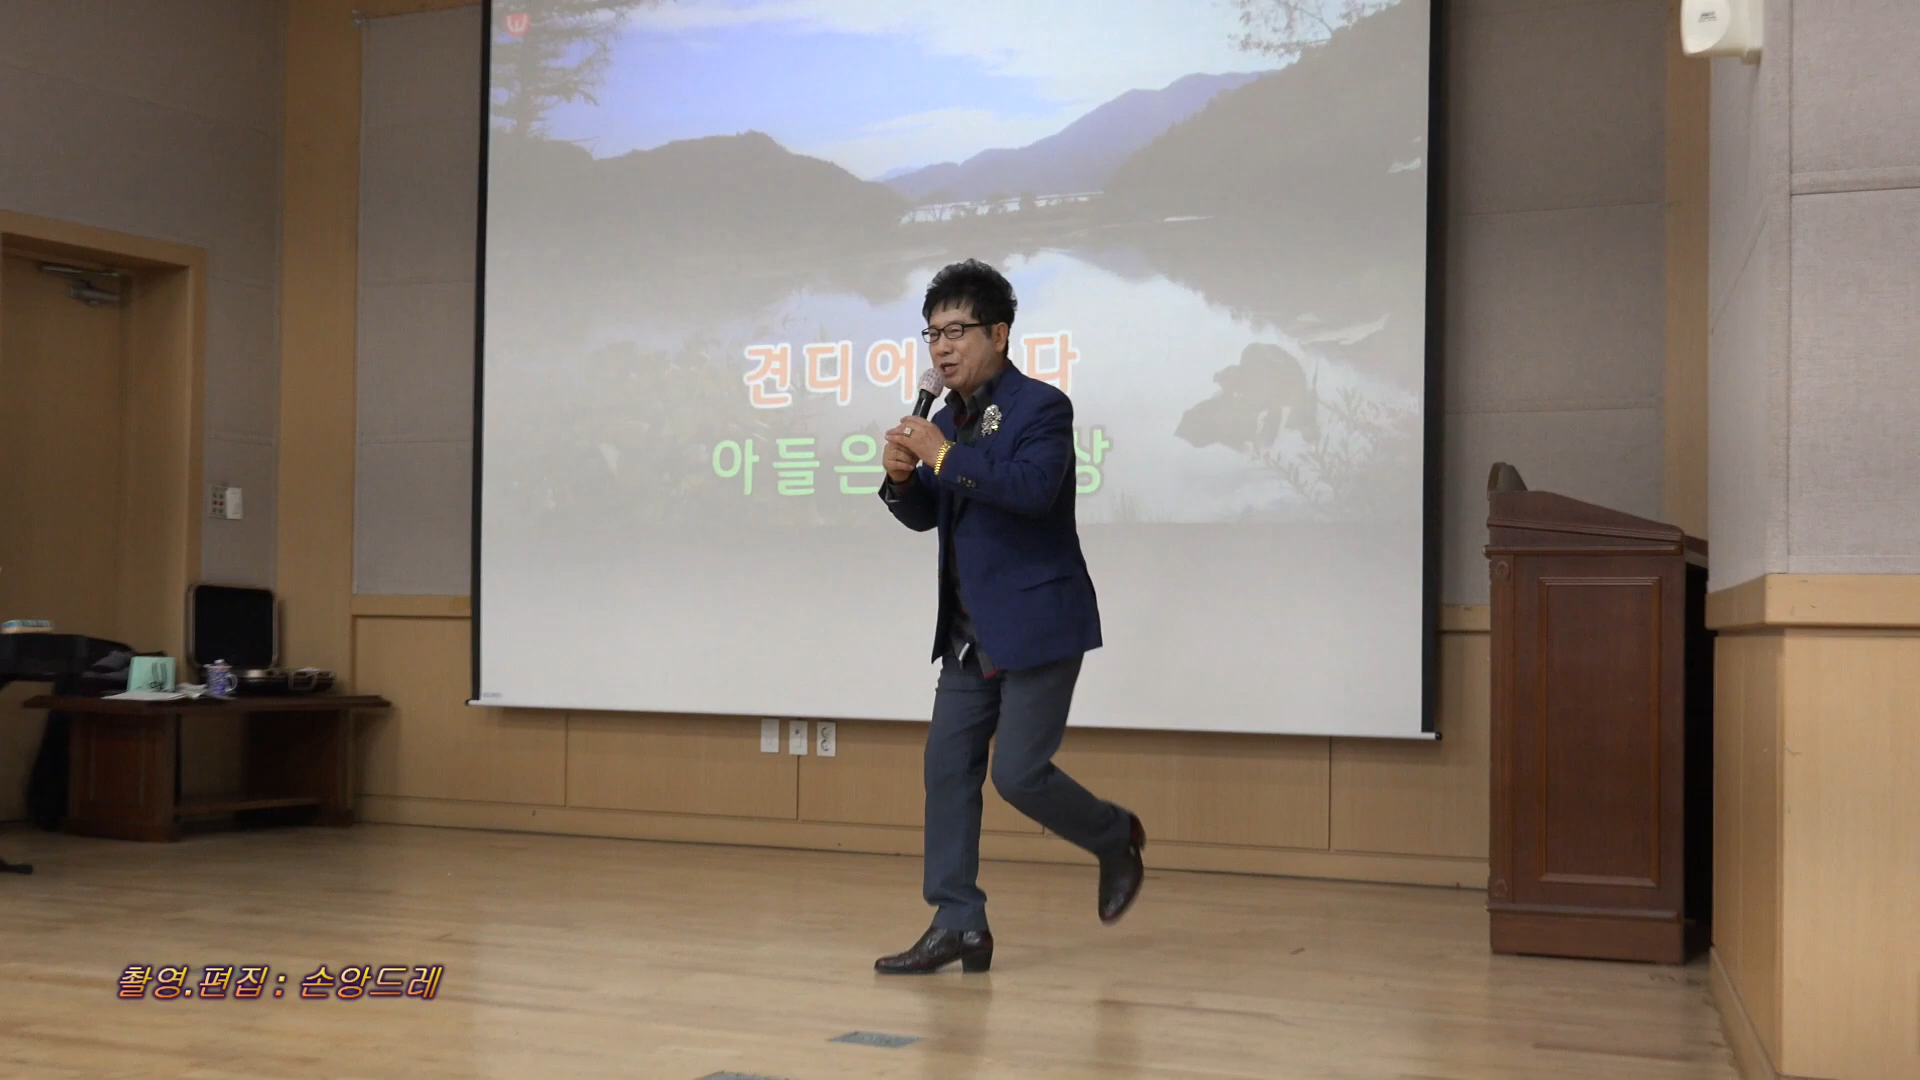 견디어 다
아들은 상
촬영.편집 : 손앙드레